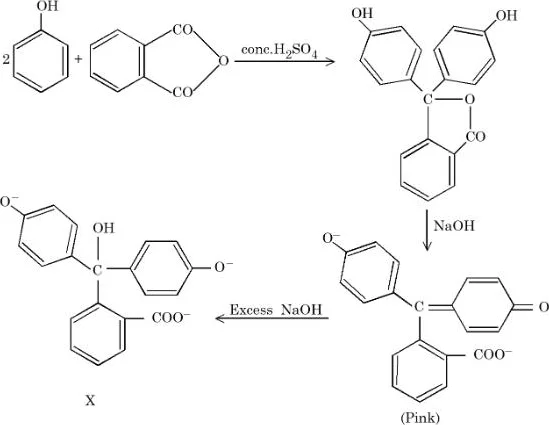 OH
2
+
CO
O
CO
conc.H₂SO₄
OH
OH
C
O
CO
NaOH
O⁻
OH
C
O⁻
COO⁻
X
Excess NaOH
O⁻
C
O
COO⁻
(Pink)